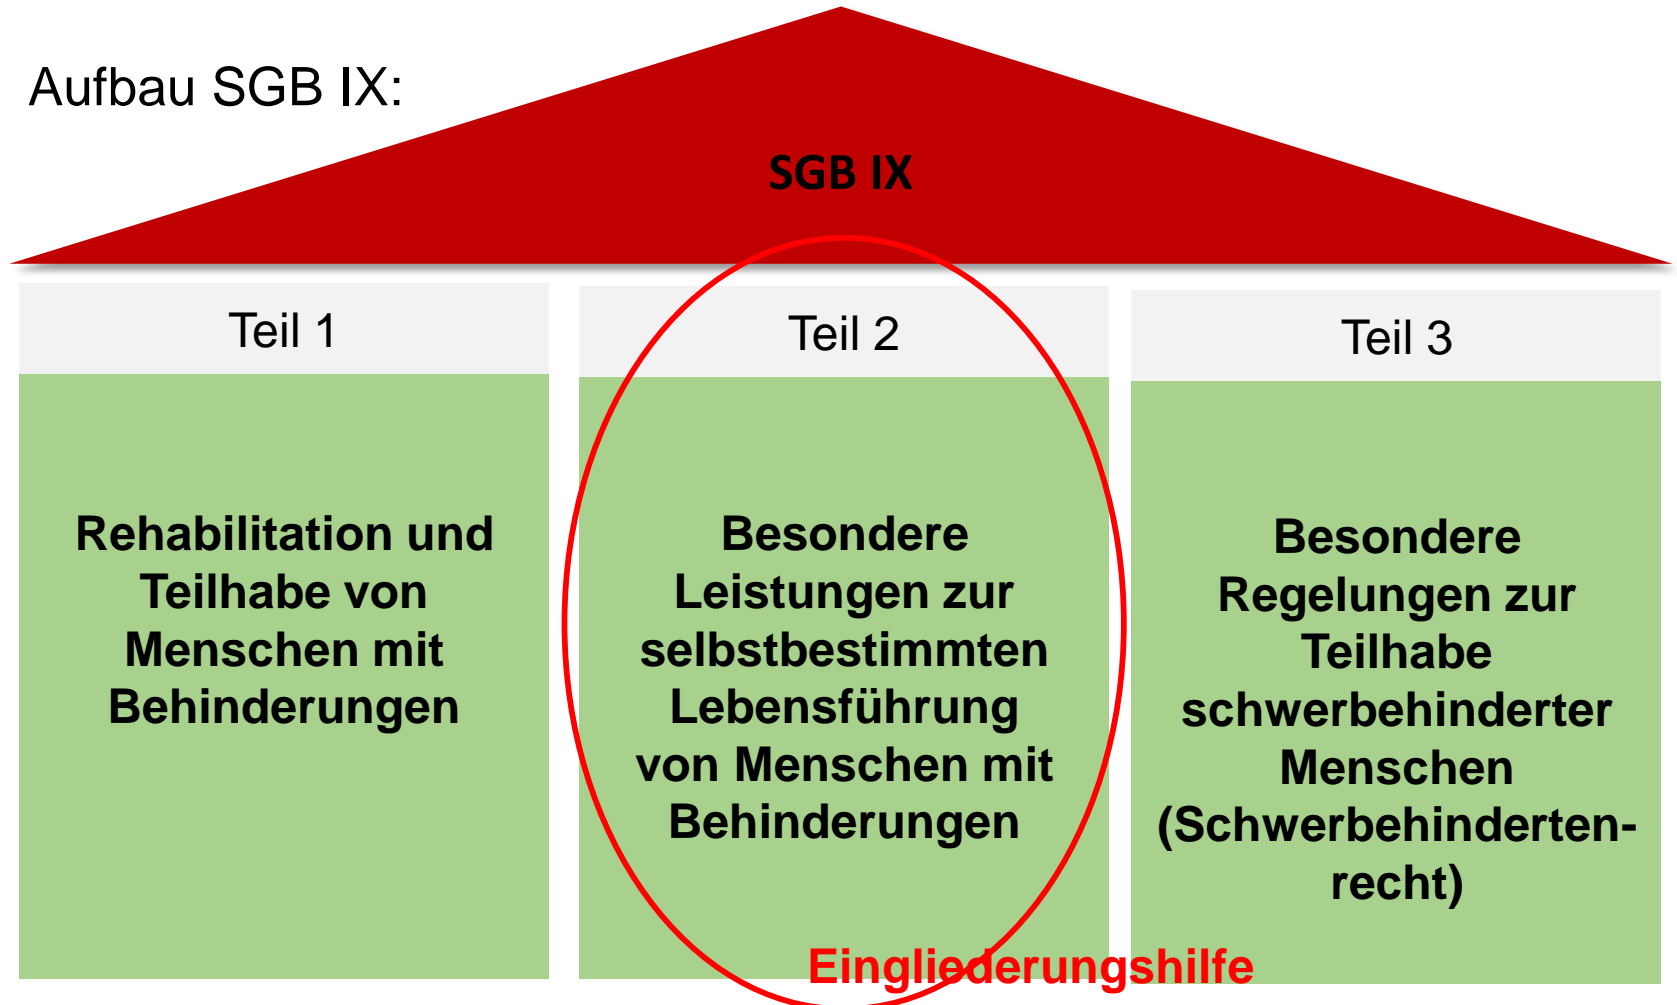 Aufbau SGB IX:
SGB IX
Teil 1
Rehabilitation und
Teilhabe von
Menschen mit
Behinderungen
Teil 2
Besondere
Leistungen zur
selbstbestimmten
Lebensführung
von Menschen mit
Behinderungen
Teil 3
Besondere
Regelungen zur
Teilhabe
schwerbehinderter
Menschen
(Schwerbehinderten-
recht)
Eingliederungshilfe